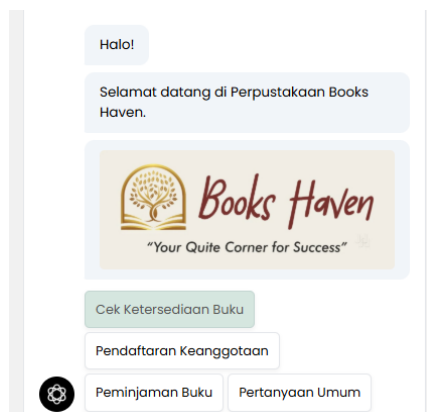 Halo!
Selamat datang di Perpustakaan Books
Haven.
Books Haven
"Your Quite Corner for Success"
Cek Ketersediaan Buku
Pendaftaran Keanggotaan
Peminjaman Buku
Pertanyaan Umum